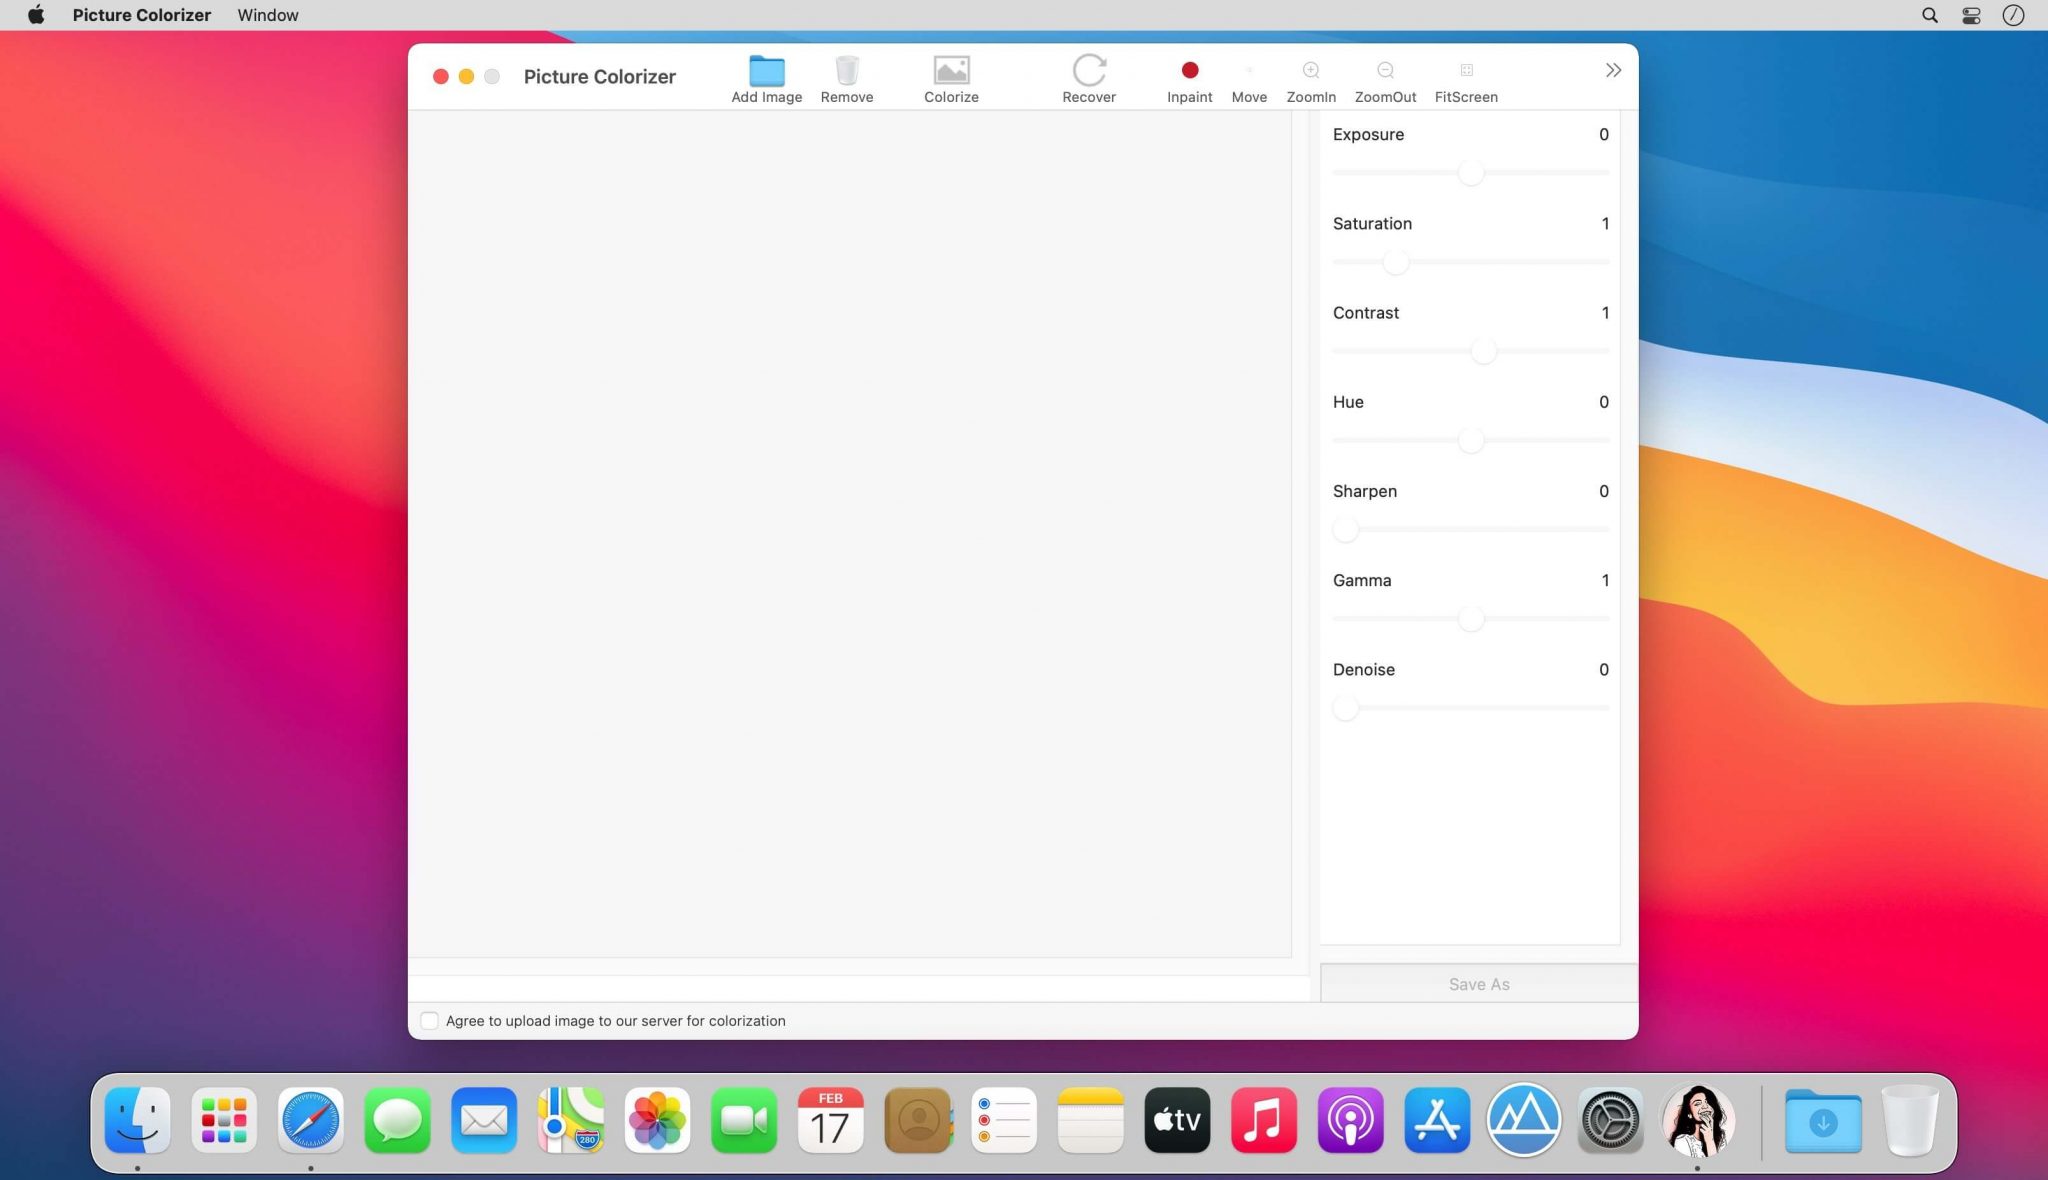 Picture Colorizer Window
Picture Colorizer
Add Image Remove Colorize Recover Inpaint Move ZoomIn ZoomOut FitScreen
Exposure 0
Saturation 1
Contrast 1
Hue 0
Sharpen 0
Gamma 1
Denoise 0
Save As
Agree to upload image to our server for colorization
280
FEB
17
tv